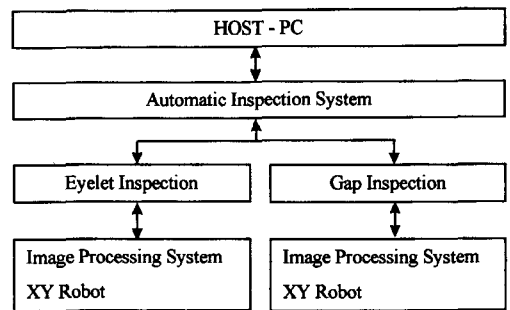 HOST - PC
Automatic Inspection System
Eyelet Inspection
Gap Inspection
Image Processing System
XY Robot
Image Processing System
XY Robot